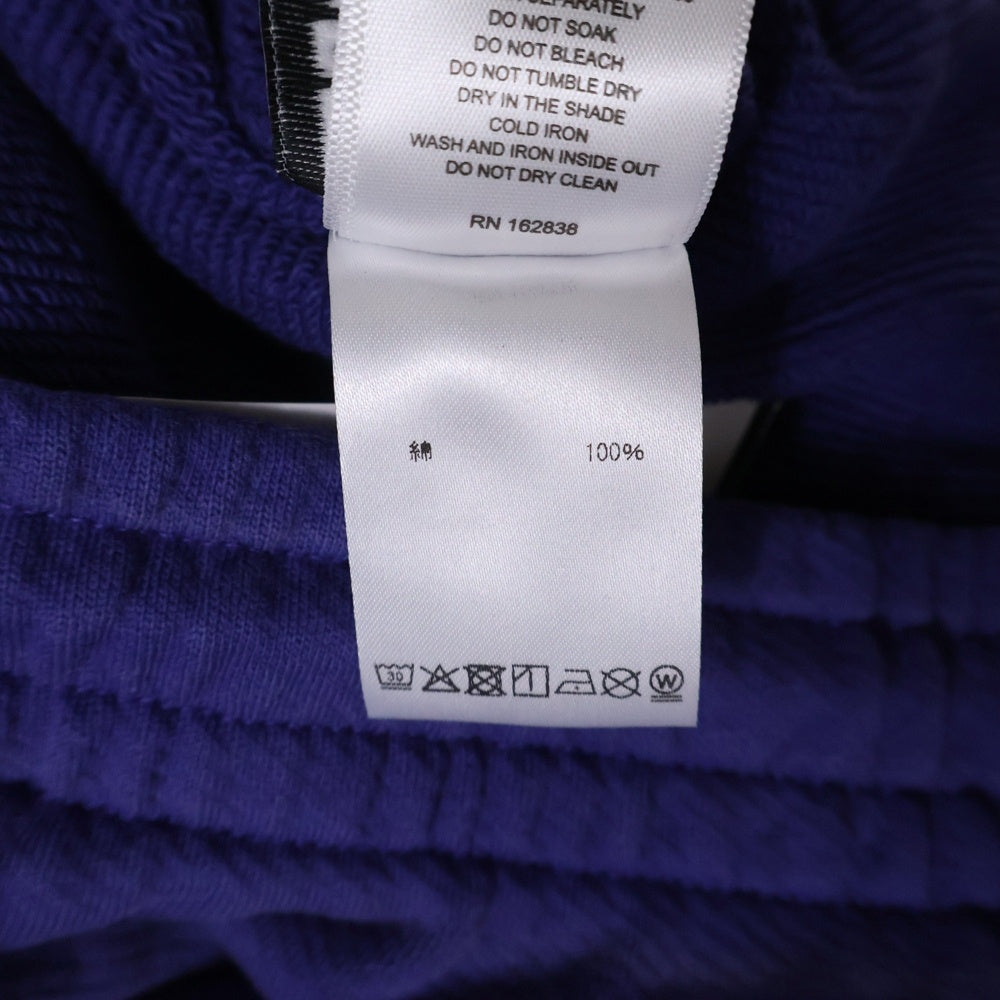 SEPARATELY
DO NOT SOAK
DO NOT BLEACH
DO NOT TUMBLE DRY
DRY IN THE SHADE
COLD IRON
WASH AND IRON INSIDE OUT
DO NOT DRY CLEAN
RN 162838
綿 100%
30 W